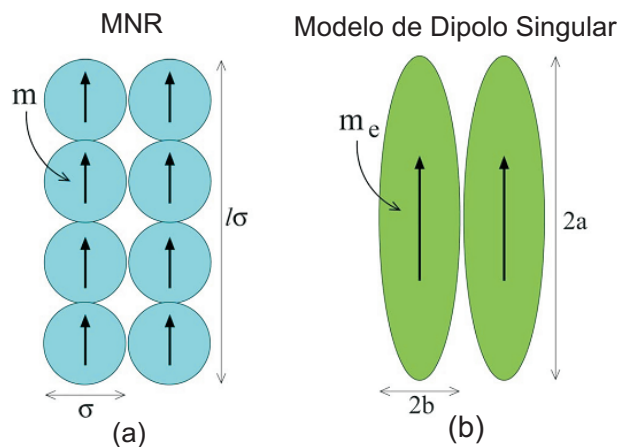 MNR
Modelo de Dipolo Singular
m
lσ
σ
(a)
m e
2a
2b
(b)